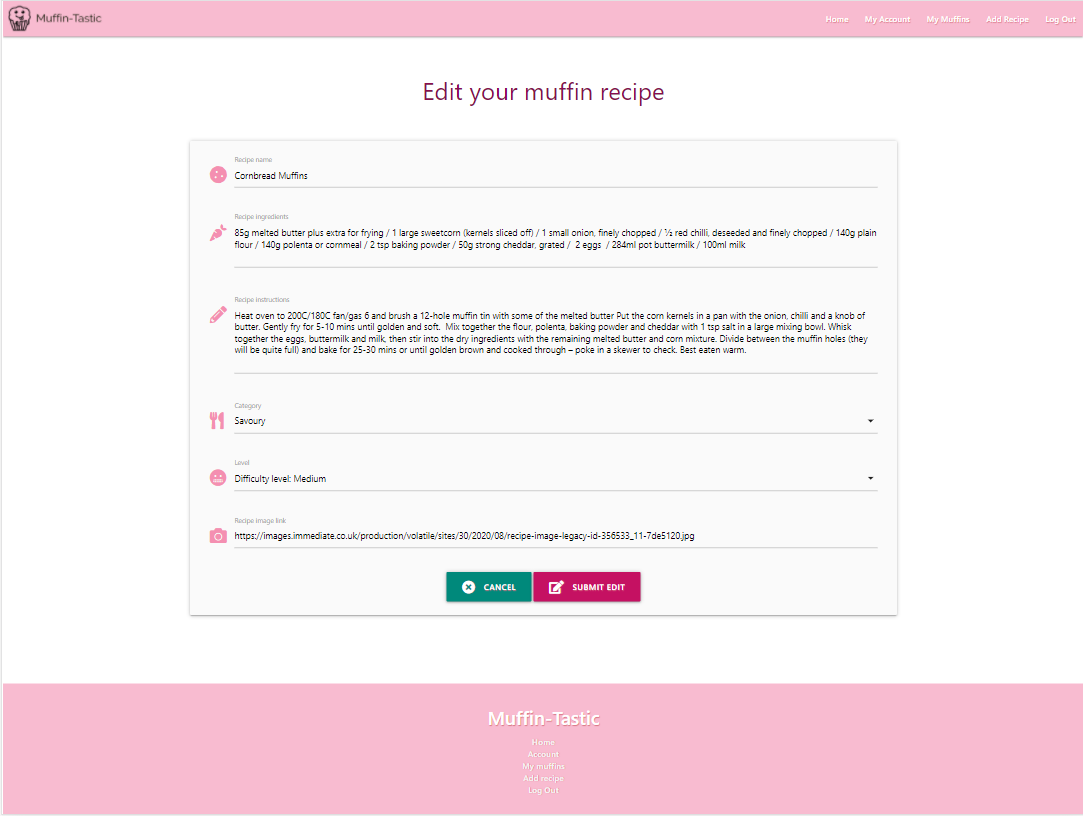 Muffin-Tastic
Home
My Account
My Muffins
Add Recipe
Log Out
Edit your muffin recipe
Recipe name
Cornbread Muffins
Recipe ingredients
85g melted butter plus extra for frying / 1 large sweetcorn (kernels sliced off) / 1 small onion, finely chopped / ½ red chilli, deseeded and finely chopped / 140g plain
flour / 140g polenta or cornmeal / 2 tsp baking powder / 50g strong cheddar, grated /  2 eggs  / 284ml pot buttermilk / 100ml milk
Recipe instructions
Heat oven to 200C/180C fan/gas 6 and brush a 12-hole muffin tin with some of the melted butter Put the corn kernels in a pan with the onion, chilli and a knob of
butter. Gently fry for 5-10 mins until golden and soft.  Mix together the flour, polenta, baking powder and cheddar with 1 tsp salt in a large mixing bowl. Whisk
together the eggs, buttermilk and milk, then stir into the dry ingredients with the remaining melted butter and corn mixture. Divide between the muffin holes (they
will be quite full) and bake for 25-30 mins or until golden brown and cooked through – poke in a skewer to check. Best eaten warm.
Category
Savoury
Level
Difficulty level: Medium
Recipe image link
https://images.immediate.co.uk/production/volatile/sites/30/2020/08/recipe-image-legacy-id-356533_11-7de5120.jpg
CANCEL
SUBMIT EDIT
Muffin-Tastic
Home
Account
My muffins
Add recipe
Log Out